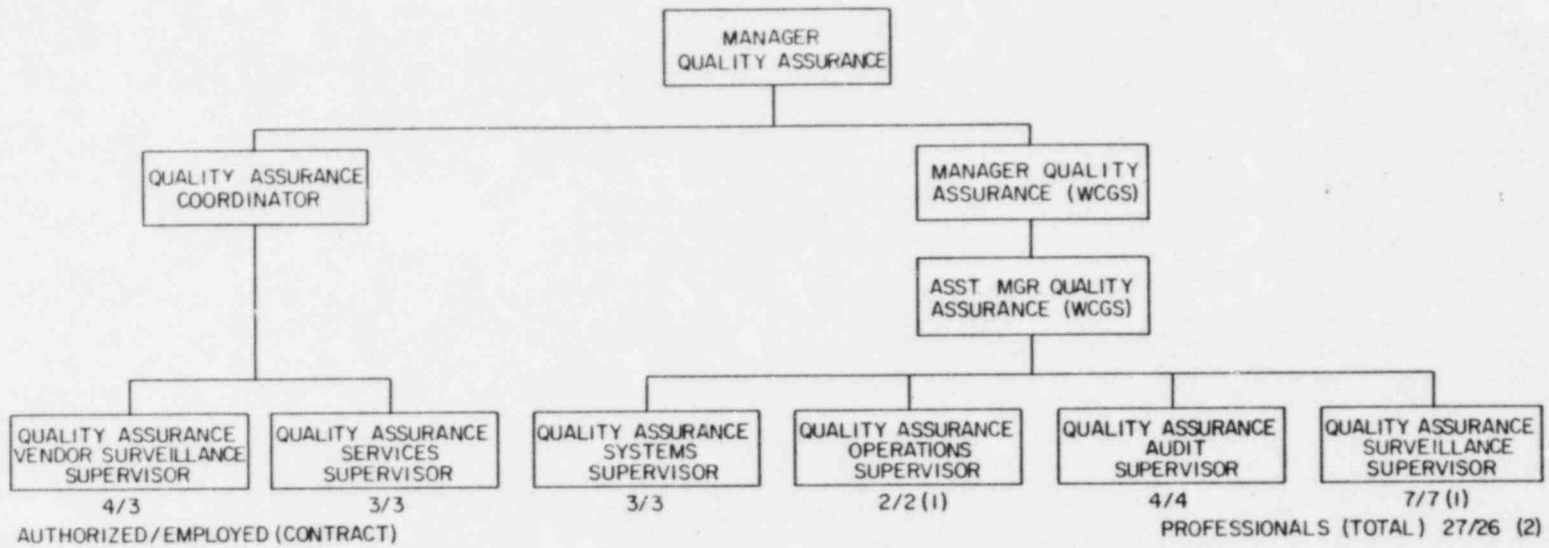 MANAGER
QUALITY ASSURANCE
QUALITY ASSURANCE
COORDINATOR
MANAGER QUALITY
ASSURANCE (WCGS)
ASST MGR QUALITY
ASSURANCE (WCGS)
QUALITY ASSURANCE
VENDOR SURVEILLANCE
SUPERVISOR
4/3
QUALITY ASSURANCE
SERVICES
SUPERVISOR
3/3
QUALITY ASSURANCE
SYSTEMS
SUPERVISOR
3/3
QUALITY ASSURANCE
OPERATIONS
SUPERVISOR
2/2 (1)
QUALITY ASSURANCE
AUDIT
SUPERVISOR
4/4
QUALITY ASSURANCE
SURVEILLANCE
SUPERVISOR
7/7 (1)
AUTHORIZED/EMPLOYED (CONTRACT)
PROFESSIONALS (TOTAL) 27/26 (2)